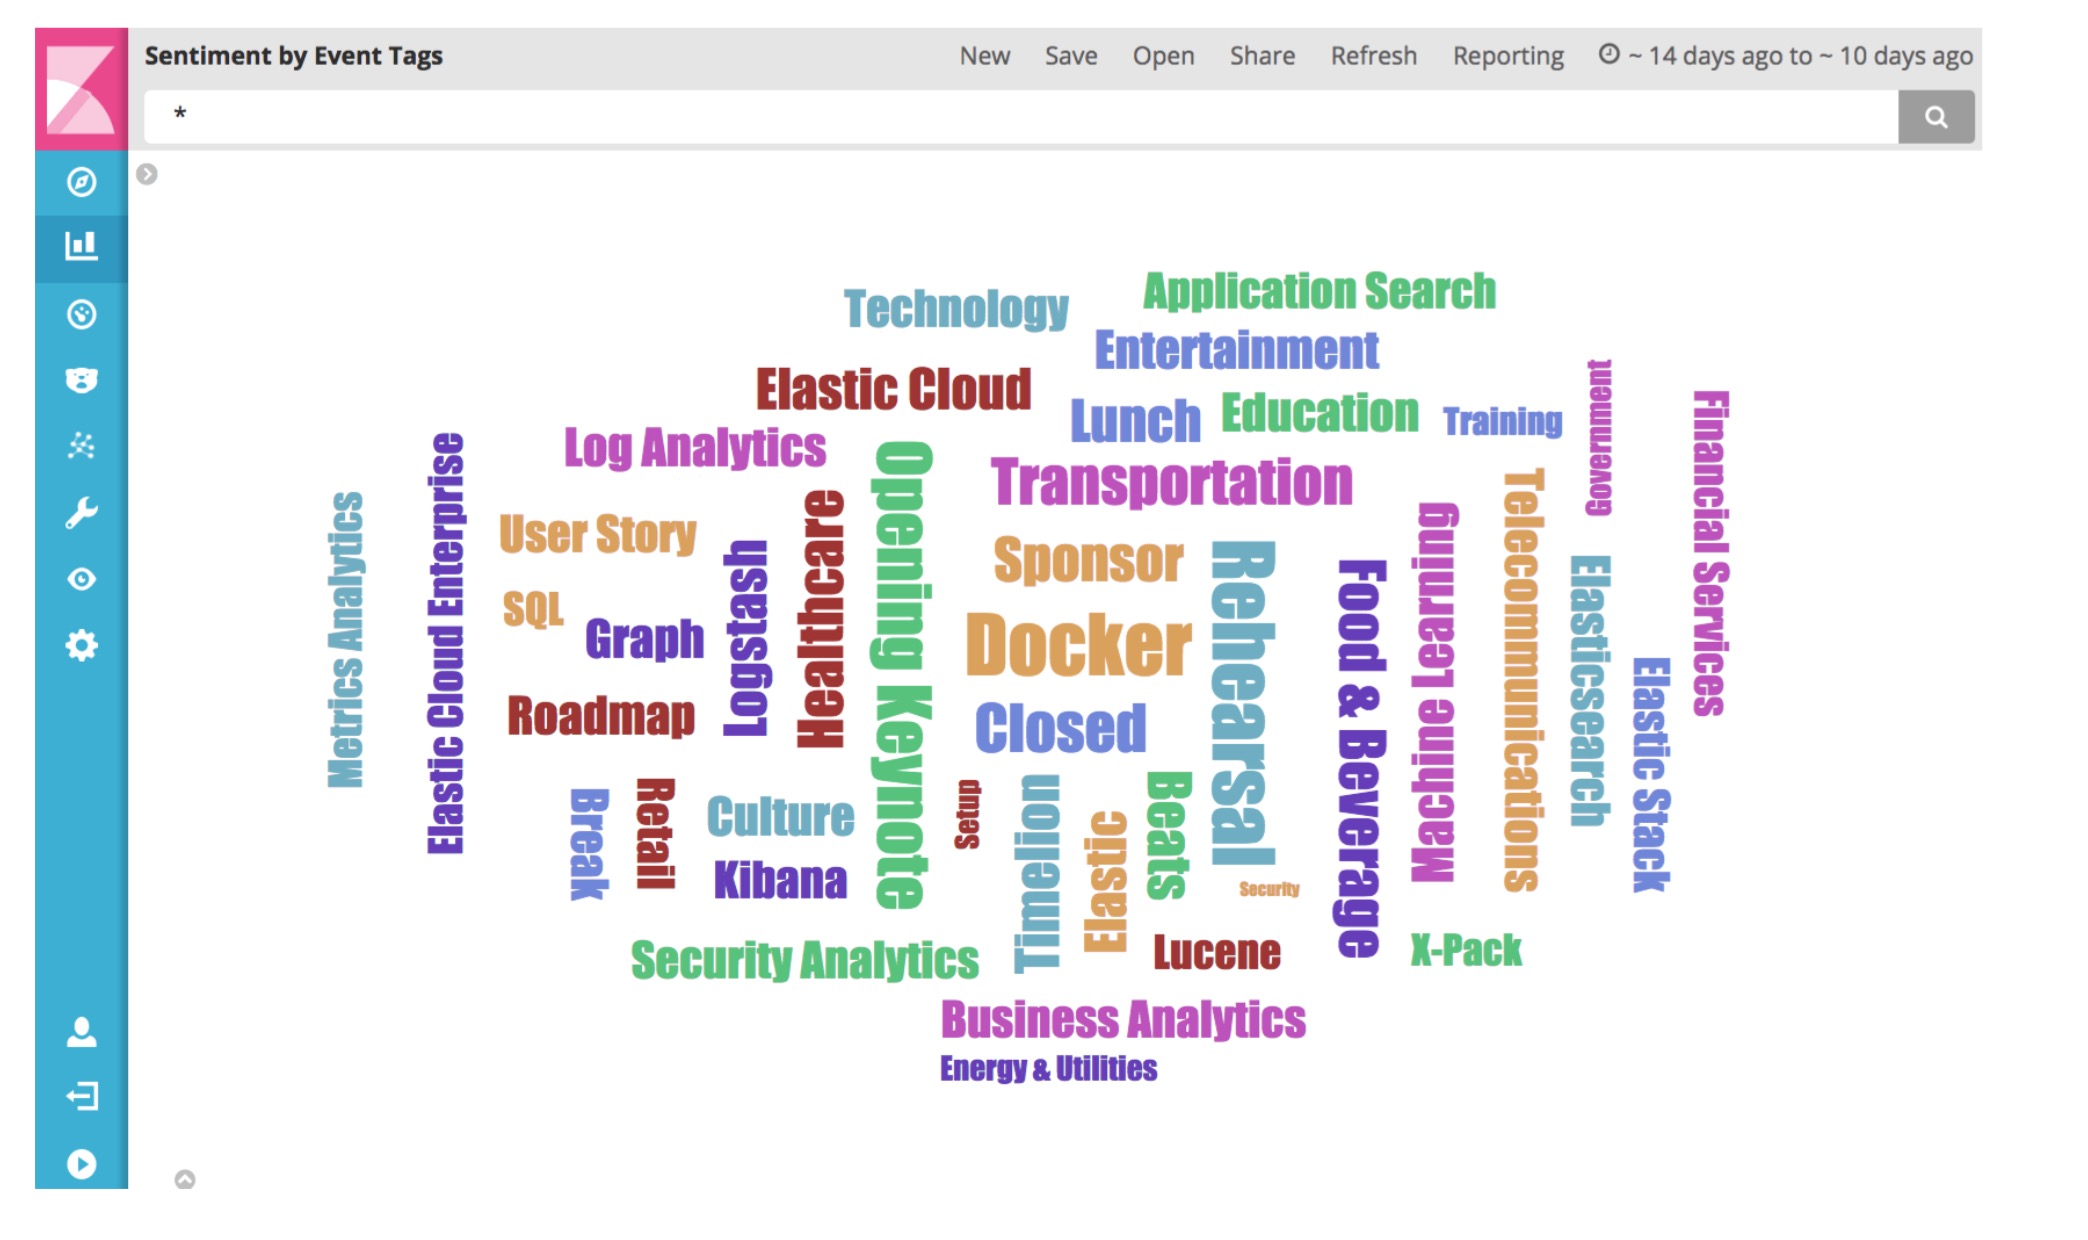 Sentiment by Event Tags
New Save Open Share Refresh Reporting ~ 14 days ago to ~ 10 days ago
*
Application Search
Technology
Entertainment
Elastic Cloud
Lunch
Education
Training
Government
Financial Services
Log Analytics
Elastic Cloud Enterprise
Opening Keynote
Transportation
Telecommunications
Metrics Analytics
User Story
Healthcare
Machine Learning
Logstash
Sponsor
Rehearsal
Food & Beverage
Elasticsearch
SQL
Graph
Docker
Elastic Stack
Roadmap
Closed
Break
Retail
Culture
Setup
Timelion
Elastic
Beats
Kibana
Security
Security Analytics
Lucene
X-Pack
Business Analytics
Energy & Utilities